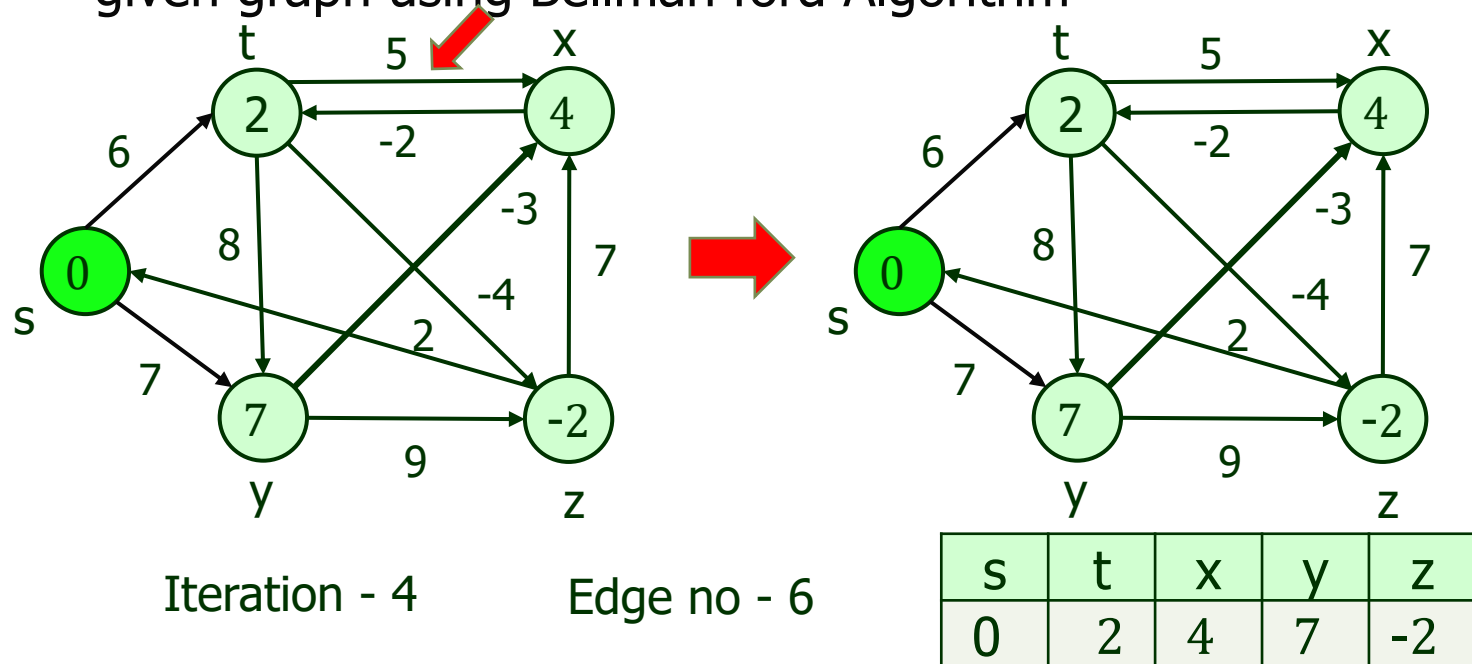 given graph using Bellman ford Algorithm
t 5 x t 5 x
2 4 2 4
6 -2 6 -2
-3 -3
8 7 8 7
0 -4 0 -4
s 2 s 2
7 7
7 -2 7 -2
9 9
y z y z
Iteration - 4 Edge no - 6
s t x y z
0 2 4 7 -2